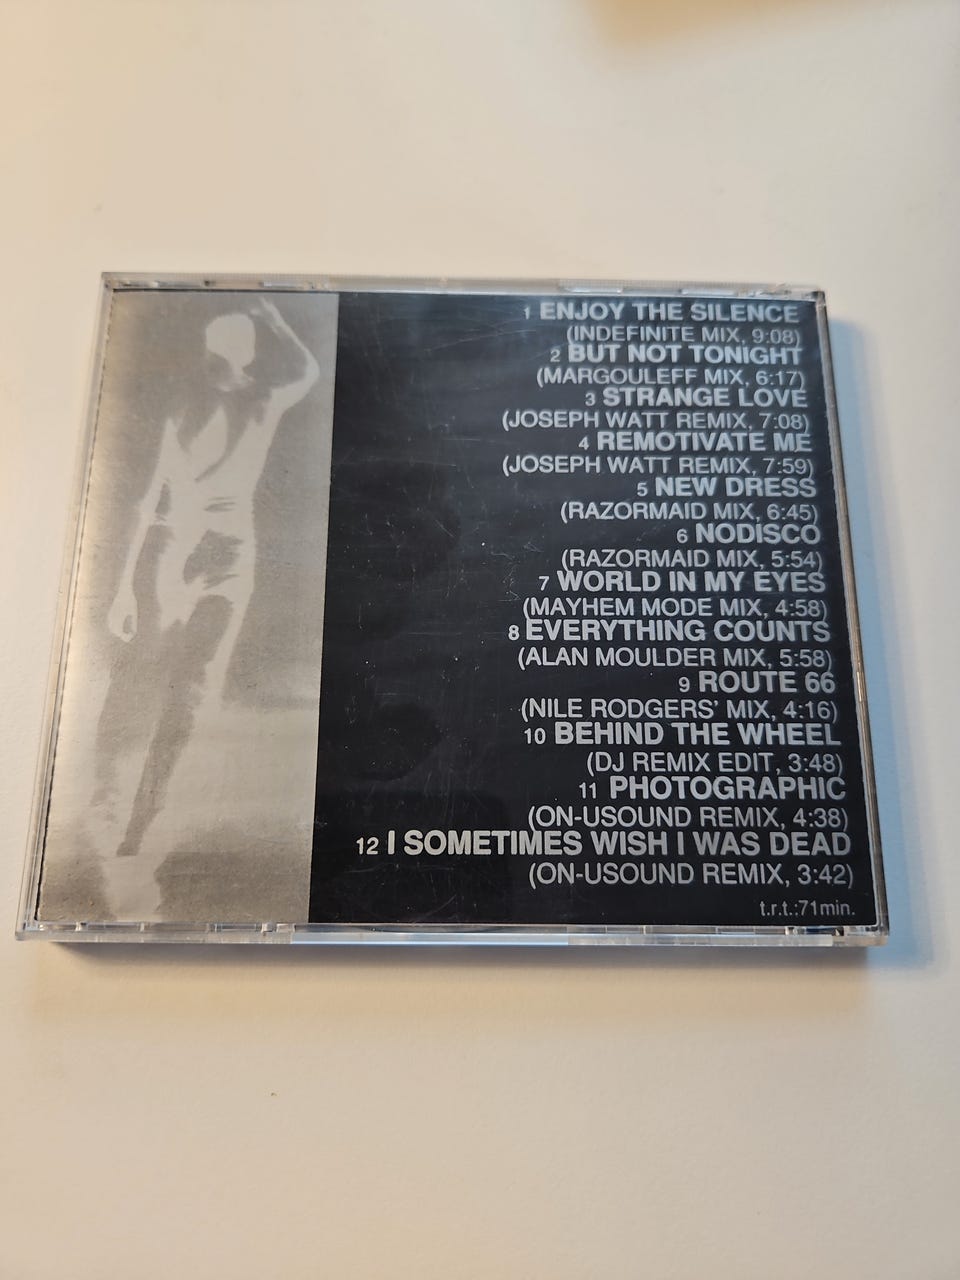 1 ENJOY THE SILENCE
(INDEFINITE MIX, 9:08)
2 BUT NOT TONIGHT
(MARGOULEFF MIX, 6:17)
3 STRANGE LOVE
(JOSEPH WATT REMIX, 7:08)
4 REMOTIVATE ME
(JOSEPH WATT REMIX, 7:59)
5 NEW DRESS
(RAZORMAID MIX, 6:45)
6 NODISCO
(RAZORMAID MIX, 5:54)
7 WORLD IN MY EYES
(MAYHEM MODE MIX, 4:58)
8 EVERYTHING COUNTS
(ALAN MOULDER MIX, 5:58)
9 ROUTE 66
(NILE RODGERS' MIX, 4:16)
10 BEHIND THE WHEEL
(DJ REMIX EDIT, 3:48)
11 PHOTOGRAPHIC
(ON-USOUND REMIX, 4:38)
12 I SOMETIMES WISH I WAS DEAD
(ON-USOUND REMIX, 3:42)
t.r.t.:71min.